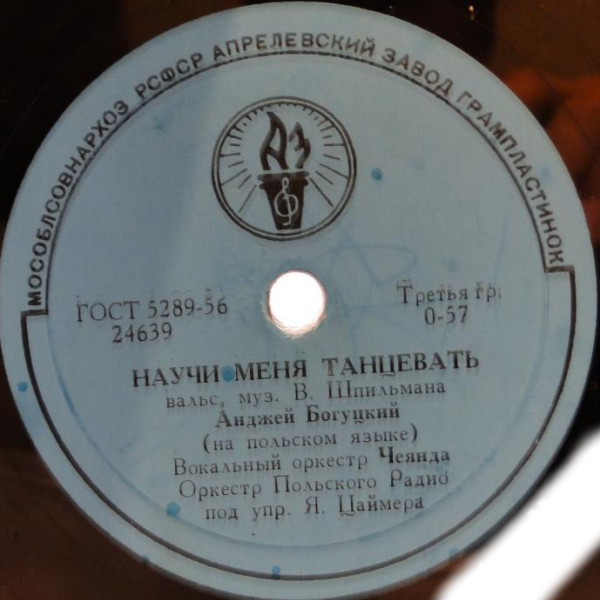 МОСОБЛСОВНАРХОЗ РСФСР АПРЕЛЕВСКИЙ ЗАВОД ГРАМПЛАСТИНОК
АЗ
ГОСТ 5289-56
24639
Третья гр.
0-57
НАУЧИ МЕНЯ ТАНЦЕВАТЬ
вальс, муз. В. Шпильмана
Анджей Богуцкий
(на польском языке)
Вокальный оркестр Чеянда
Оркестр Польского Радио
под упр. Я. Цаймера